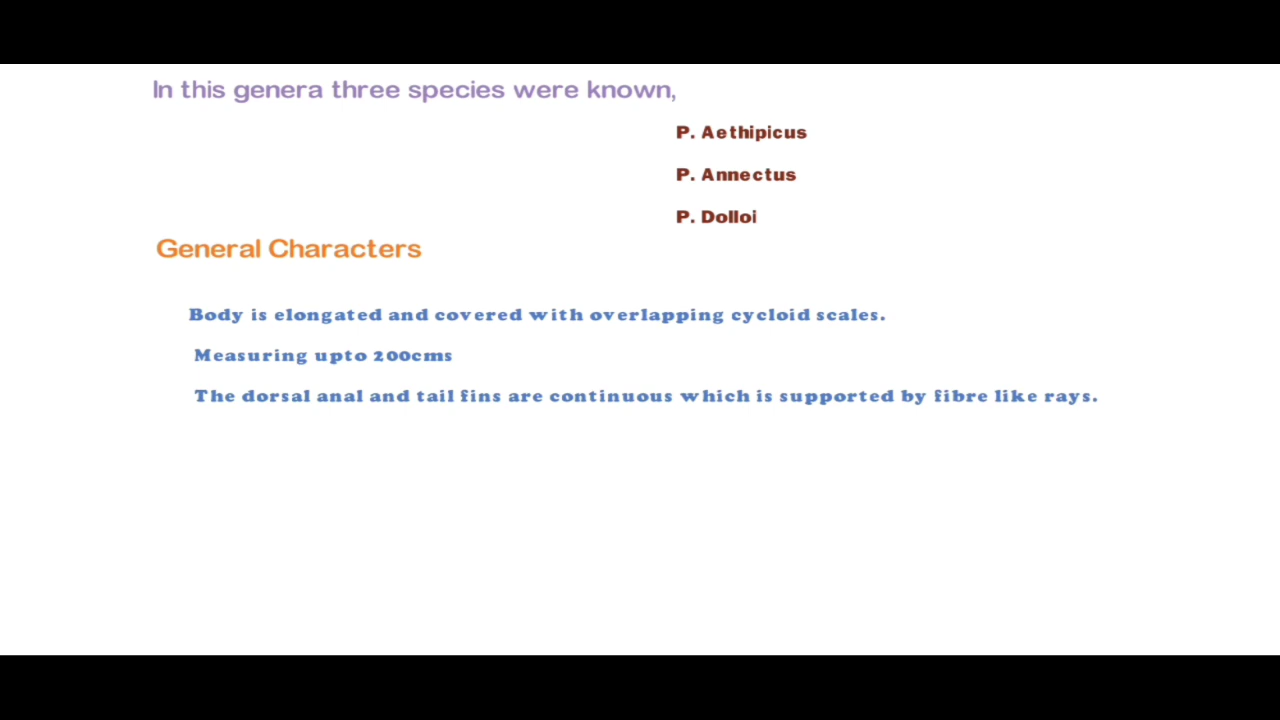 In this genera three species were known,
P. Aethipicus
P. Annectus
P. Dolloi
General Characters
Body is elongated and covered with overlapping cycloid scales.
Measuring upto 200cms
The dorsal anal and tail fins are continuous which is supported by fibre like rays.